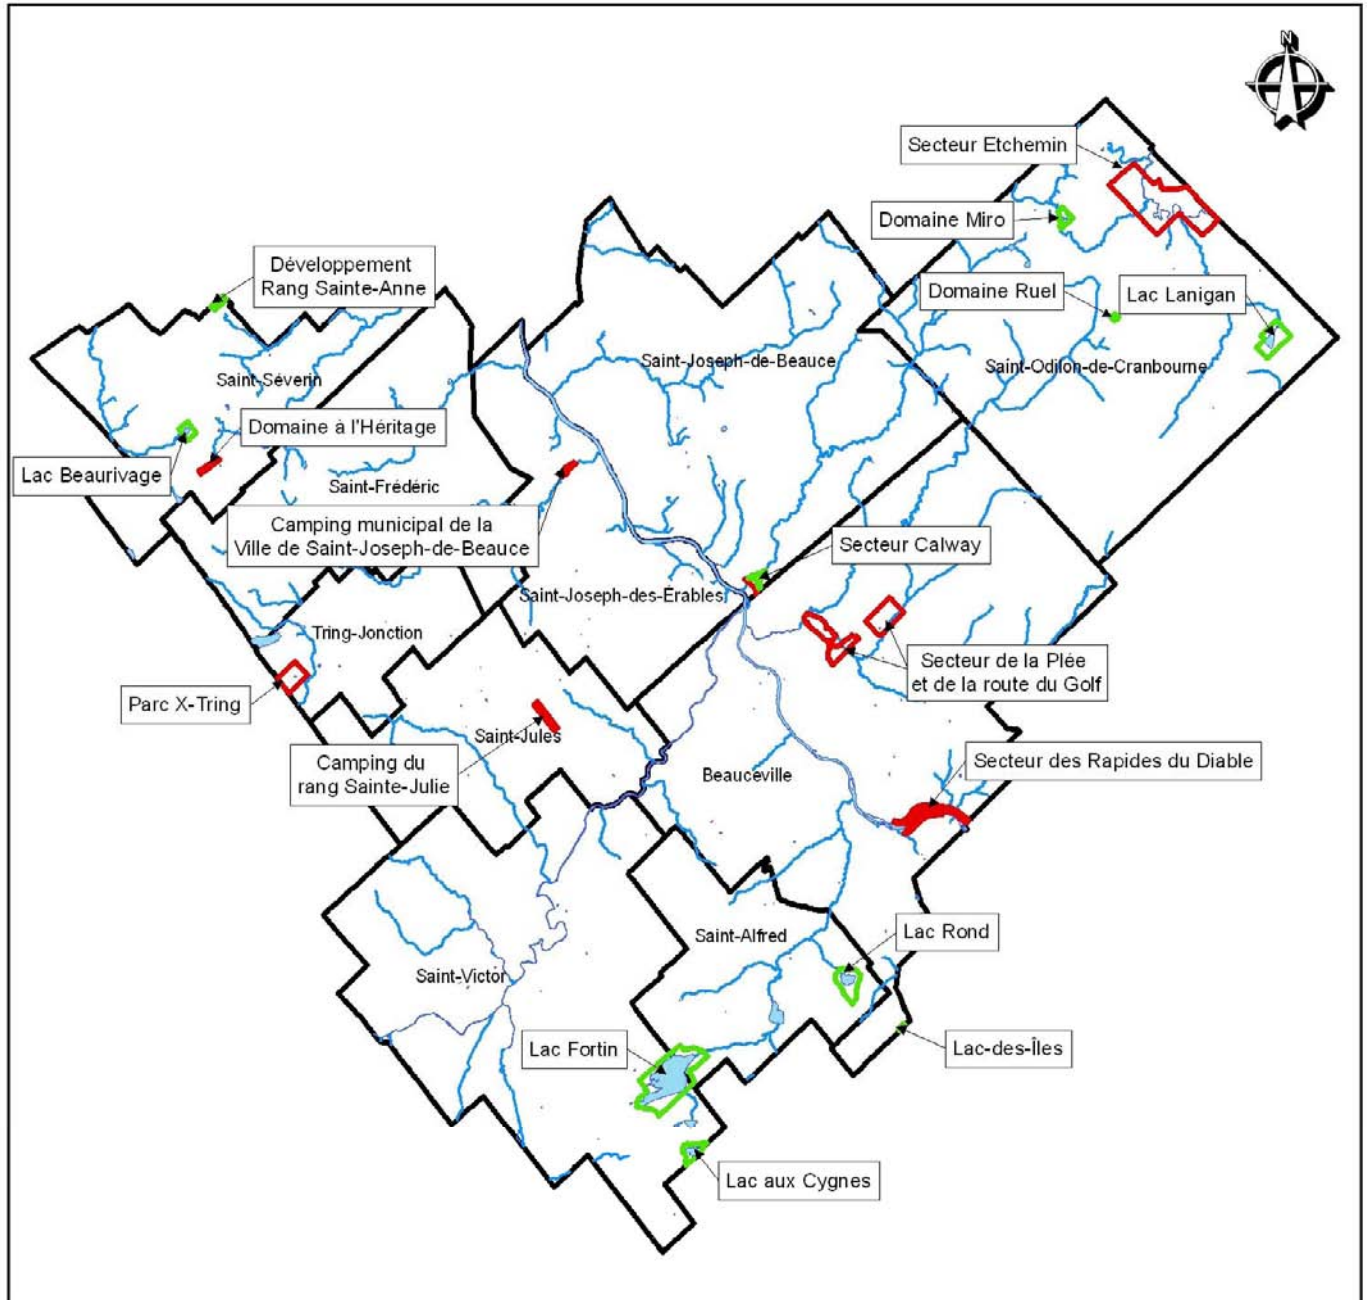 N
Secteur Etchemin
Domaine Miro
Développement
Rang Sainte-Anne
Domaine Ruel
Lac Lanigan
Saint-Joseph-de-Beauce
Saint-Odilon-de-Cranbourne
Saint-Séverin
Domaine à l'Héritage
Lac Beaurivage
Saint-Frédéric
Camping municipal de la
Ville de Saint-Joseph-de-Beauce
Secteur Calway
Saint-Joseph-des-Érables
Tring-Jonction
Secteur de la Plée
et de la route du Golf
Parc X-Tring
Saint-Jules
Camping du
rang Sainte-Julie
Beauceville
Secteur des Rapides du Diable
Saint-Alfred
Lac Rond
Saint-Victor
Lac Fortin
Lac-des-Îles
Lac aux Cygnes